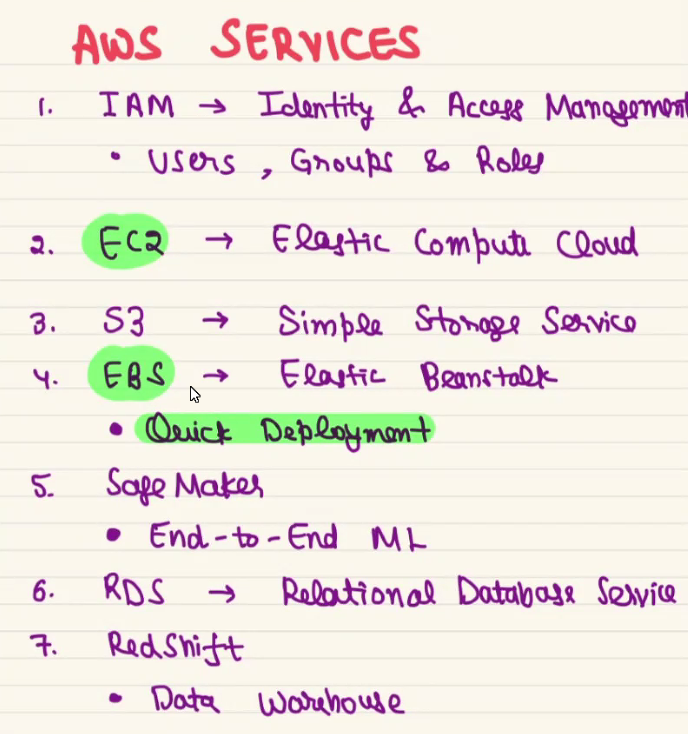 AWS SERVICES
1. IAM → Identity & Access Management
• Users, Groups & Roles
2. EC2 → Elastic Compute Cloud
3. S3 → Simple Storage Service
4. EBS → Elastic Beanstalk
• Quick Deployment
5. SageMaker
• End-to-End ML
6. RDS → Relational Database Service
7. RedShift
• Data Warehouse